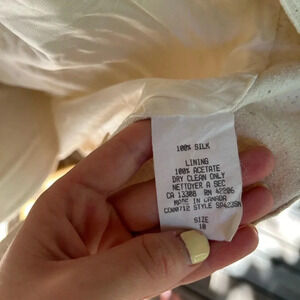 100% SILK
LINING
100% ACETATE
DRY CLEAN ONLY
NETTOYER A SEC
CA 13308 RN 42206
MADE IN CANADA
STYLE
SIZE
10